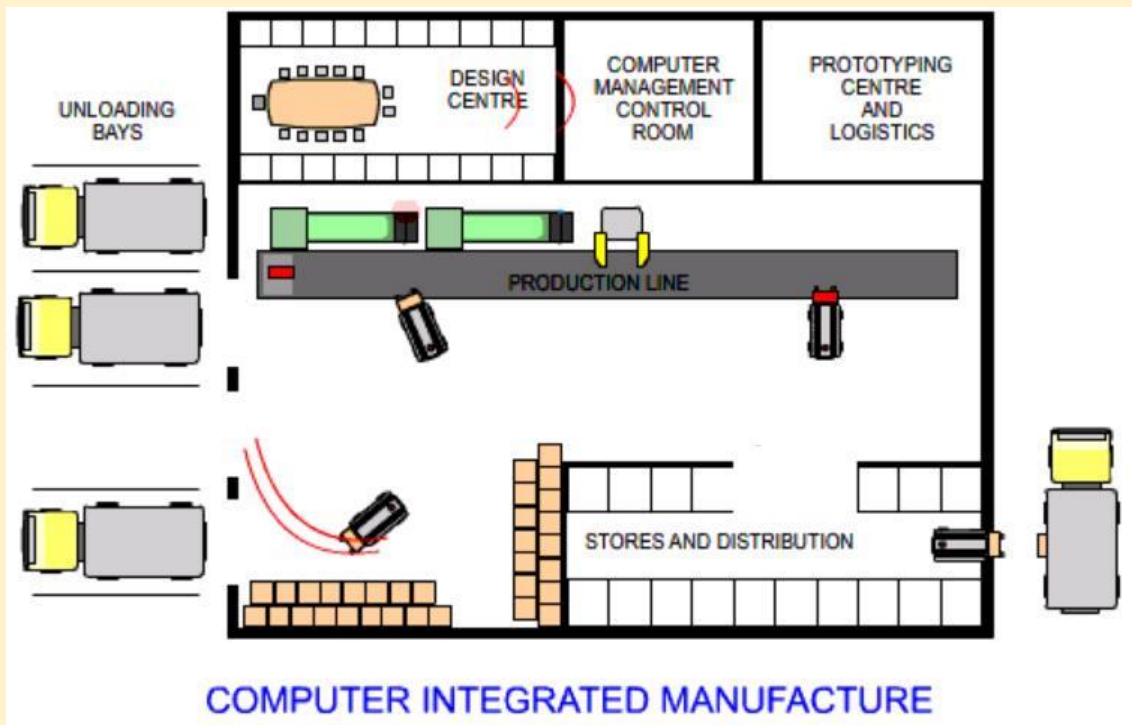 UNLOADING
BAYS
DESIGN
CENTRE
COMPUTER
MANAGEMENT
CONTROL
ROOM
PROTOTYPING
CENTRE
AND
LOGISTICS
PRODUCTION LINE
STORES AND DISTRIBUTION
COMPUTER INTEGRATED MANUFACTURE